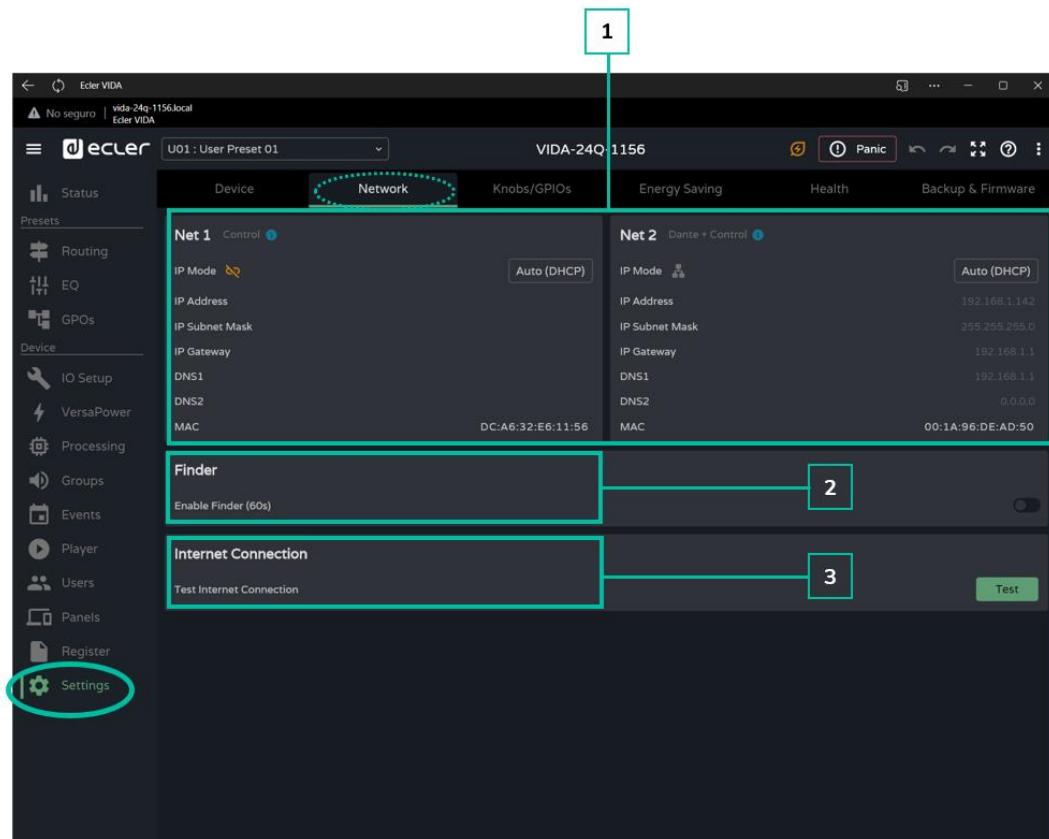 1
Ecler VIDA
No seguro
vida-24q-1156.local
Ecler VIDA
ecler
U01 : User Preset 01
VIDA-24Q-1156
Panic
Status
Presets
Routing
EQ
GPOs
Device
IO Setup
VersaPower
Processing
Groups
Events
Player
Users
Panels
Register
Settings
Device Network Knobs/GPIOs Energy Saving Health Backup & Firmware
Net 1 Control
IP Mode Auto (DHCP)
IP Address
IP Subnet Mask
IP Gateway
DNS1
DNS2
MAC DC:A6:32:E6:11:56
Net 2 Dante + Control
IP Mode Auto (DHCP)
IP Address 192.168.1.142
IP Subnet Mask 255.255.255.0
IP Gateway 192.168.1.1
DNS1 192.168.1.1
DNS2 0.0.0.0
MAC 00:1A:96:DE:AD:50
Finder
Enable Finder (60s)
2
Internet Connection
Test Internet Connection
3
Test